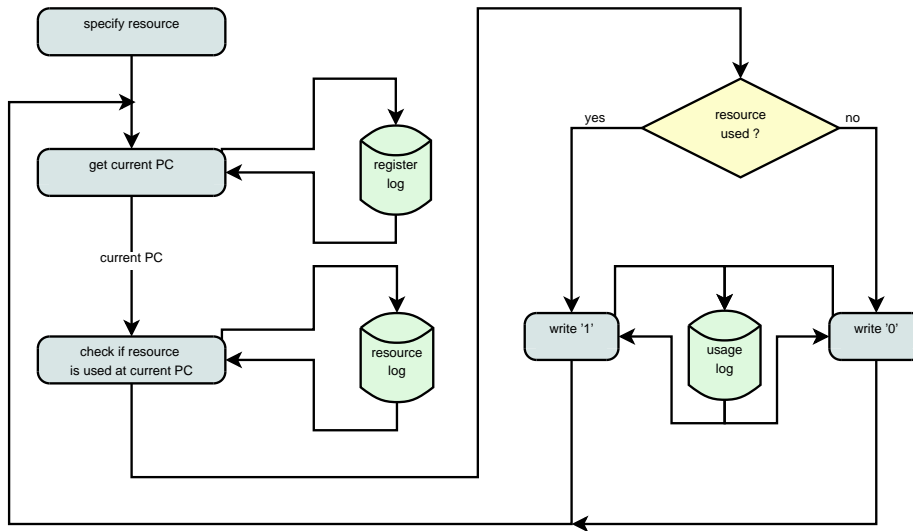 specify resource
get current PC
register
log
current PC
check if resource
is used at current PC
resource
log
resource
used ?
yes
no
write '1'
usage
log
write '0'